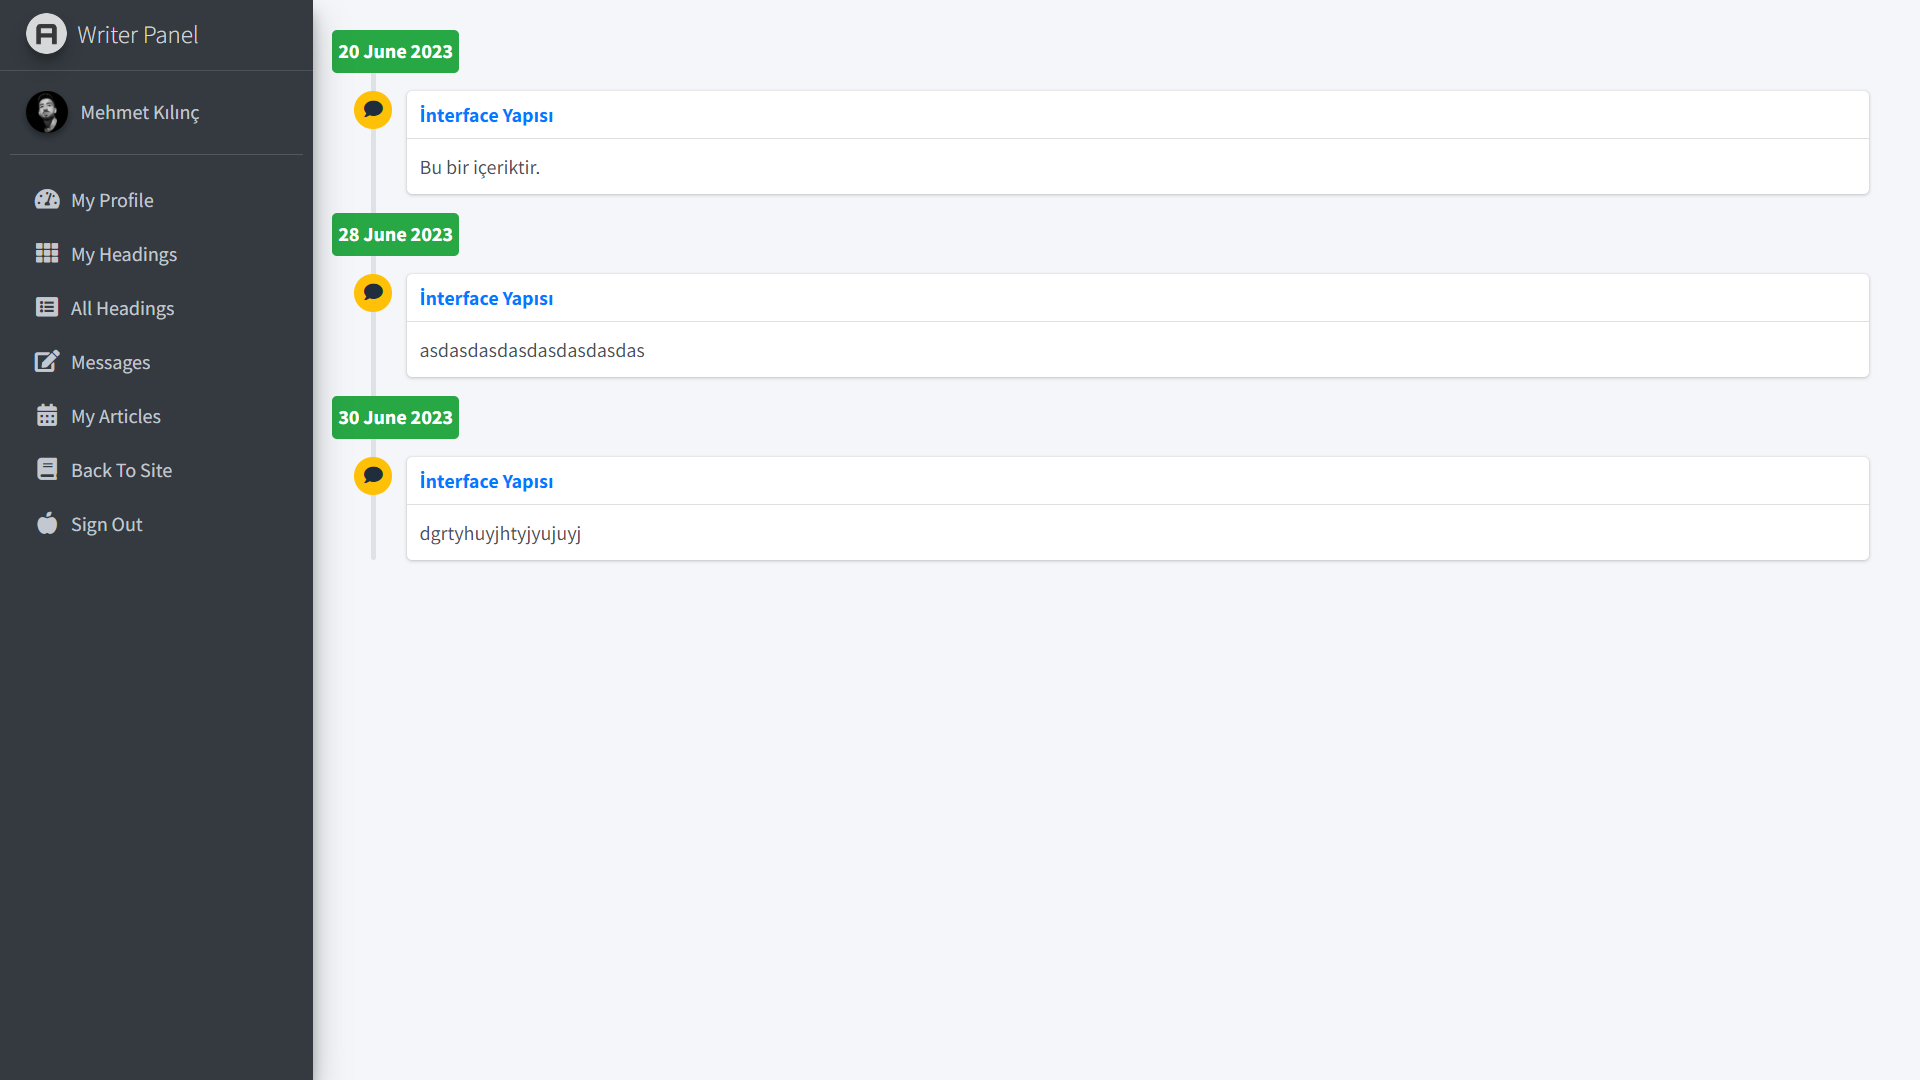 Writer Panel
Mehmet Kılınç
My Profile
My Headings
All Headings
Messages
My Articles
Back To Site
Sign Out
20 June 2023
İnterface Yapısı
Bu bir içeriktir.
28 June 2023
İnterface Yapısı
asdasdasdasdasdasdasdas
30 June 2023
İnterface Yapısı
dgrtyhuyjhtyjyujuyj